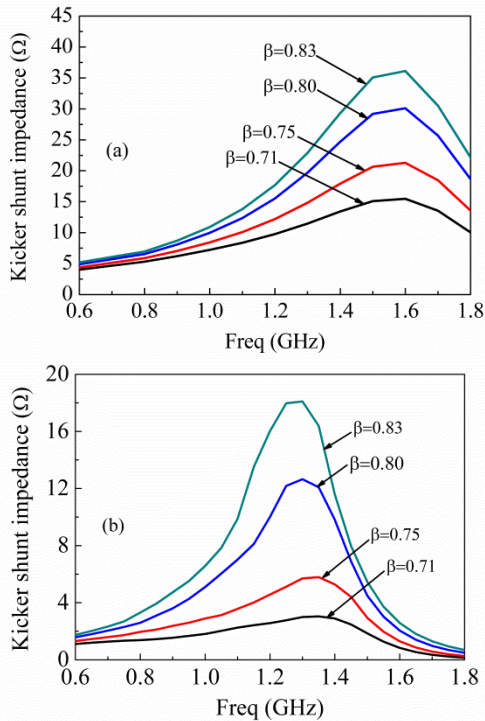 45
40
35
30
25
20
15
10
5
0
Kicker shunt impedance (Ω)
(a)
β=0.83
β=0.80
β=0.75
β=0.71
0.6 0.8 1.0 1.2 1.4 1.6 1.8
Freq (GHz)
20
16
12
8
4
0
Kicker shunt impedance (Ω)
(b)
β=0.83
β=0.80
β=0.75
β=0.71
0.6 0.8 1.0 1.2 1.4 1.6 1.8
Freq (GHz)